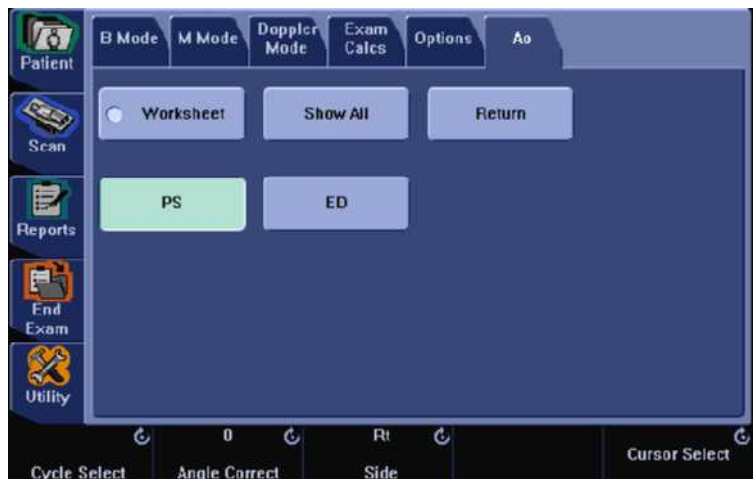 Patient
B Mode
M Mode
Doppler
Mode
Exam
Calcs
Options
Ao
Scan
Worksheet
Show All
Return
Reports
PS
ED
End
Exam
Utility
0
Rt
Cycle Select
Angle Correct
Side
Cursor Select